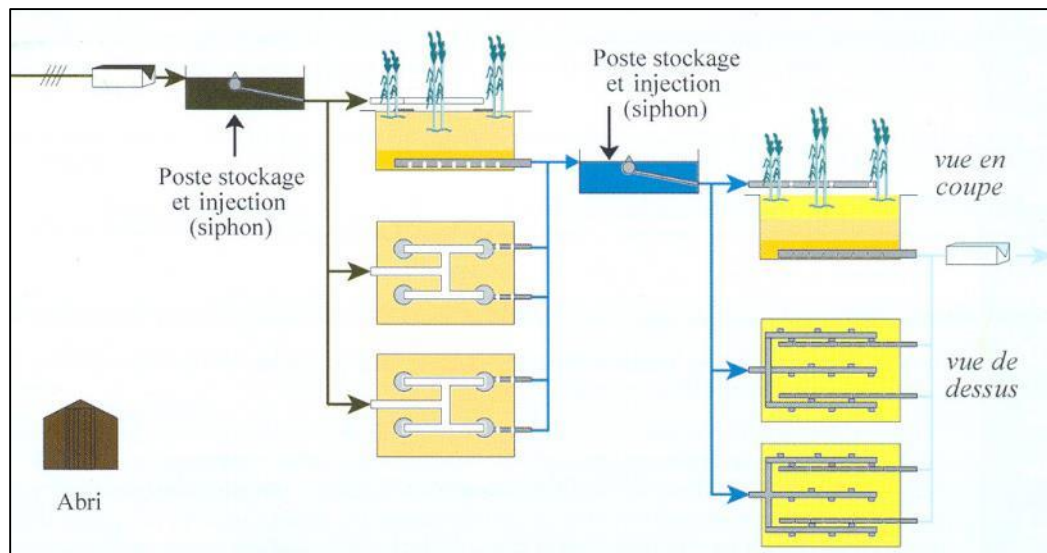 Poste stockage
et injection
(siphon)
Poste stockage
et injection
(siphon)
vue en
coupe
vue de
dessus
Abri